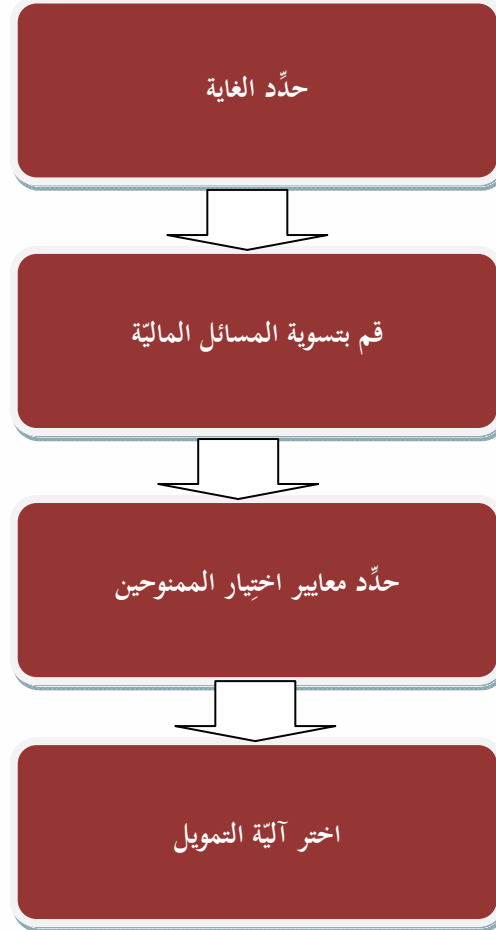 حدِّد الغاية
قم بتسوية المسائل الماليّة
حدِّد معايير اختِيار الممنوحين
اختر آليّة التمويل